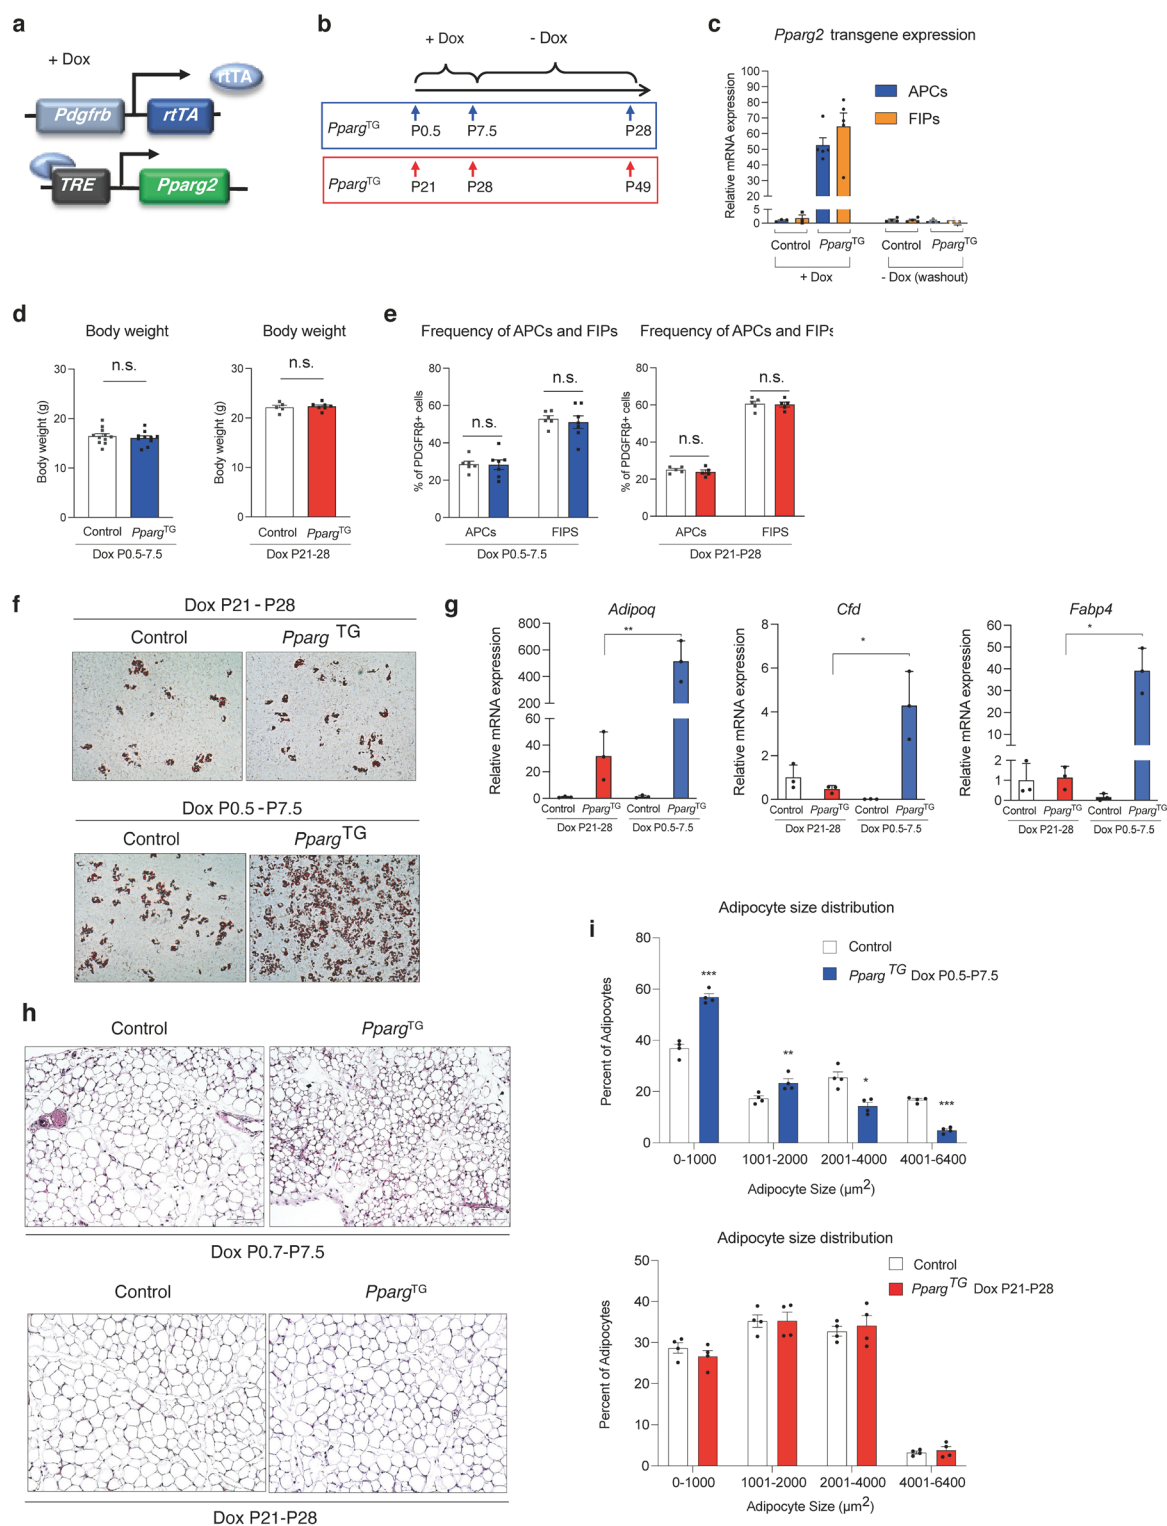 a
+ Dox
rtTA
Pdgfrb
rtTA
TRE
Pparg2
b
+ Dox
- Dox
PpargTG
P0.5
P7.5
P28
PpargTG
P21
P28
P49
c
Pparg2 transgene expression
Relative mRNA expression
100
90
80
70
60
50
40
30
20
5
0
APCs
FIPs
Control
PpargTG
Control
PpargTG
+ Dox
- Dox (washout)
d
Body weight
Body weight (g)
30
20
10
0
n.s.
Control
PpargTG
Dox P0.5-7.5
Body weight
Body weight (g)
30
20
10
0
n.s.
Control
PpargTG
Dox P21-28
e
Frequency of APCs and FIPs
% of PDGFRβ+ cells
80
60
40
20
0
n.s.
n.s.
APCs
FIPS
Dox P0.5-7.5
Frequency of APCs and FIPs
% of PDGFRβ+ cells
80
60
40
20
0
n.s.
n.s.
APCs
FIPS
Dox P21-P28
f
Dox P21-P28
Control
Pparg TG
Dox P0.5-P7.5
Control
PpargTG
g
Adipoq
Relative mRNA expression
800
600
400
200
60
40
20
0
**
Control
PpargTG
Control
PpargTG
Dox P21-28
Dox P0.5-7.5
Cfd
Relative mRNA expression
8
6
4
2
0
*
Control
PpargTG
Control
PpargTG
Dox P21-28
Dox P0.5-7.5
Fabp4
Relative mRNA expression
60
50
40
30
20
10
5
2
1
0
*
Control
PpargTG
Control
PpargTG
Dox P21-28
Dox P0.5-7.5
h
Control
PpargTG
Dox P0.7-P7.5
Control
PpargTG
Dox P21-P28
i
Adipocyte size distribution
Control
PpargTG Dox P0.5-P7.5
Percent of Adipocytes
80
60
40
20
0
***
**
*
***
0-1000
1001-2000
2001-4000
4001-6400
Adipocyte Size (µm2)
Adipocyte size distribution
Control
PpargTG Dox P21-P28
Percent of Adipocytes
50
40
30
20
10
0
0-1000
1001-2000
2001-4000
4001-6400
Adipocyte Size (µm2)